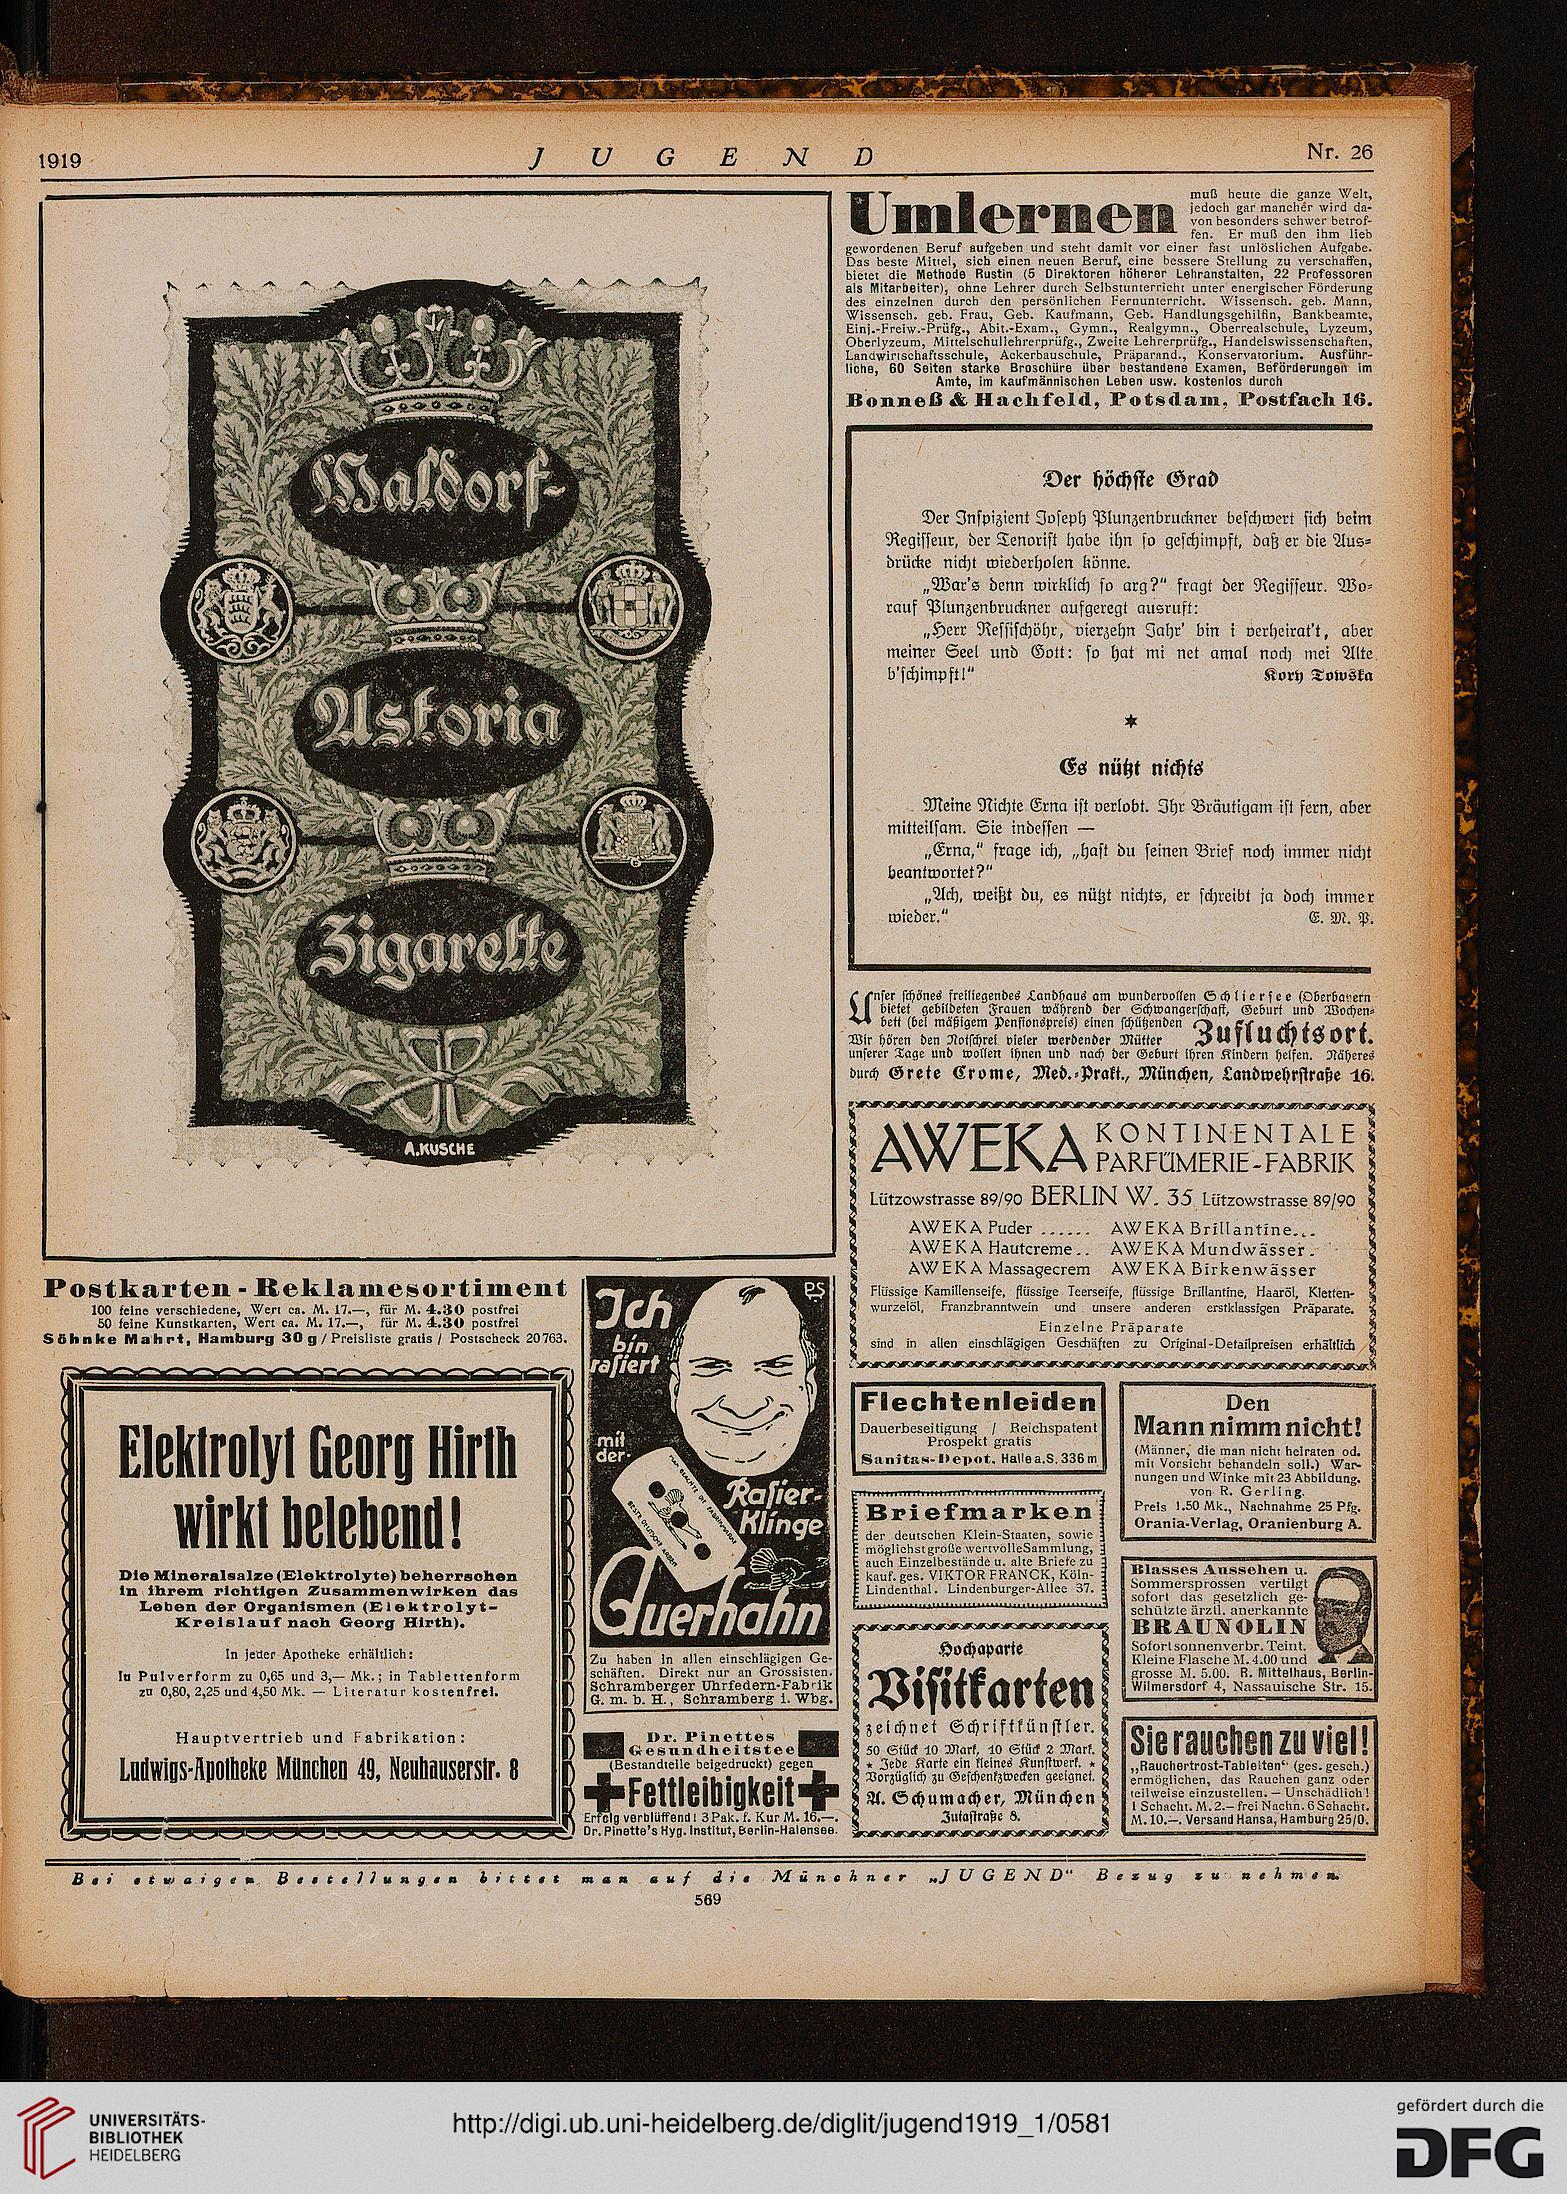 1919
JUGEND
Nr. 26
Waldorf-
Astoria
Zigarette
A.KUSCHE
Umlernen
muß heute die ganze Welt,
jedoch gar mancher wird da-
von besonders schwer betrof-
fen. Er muß den ihm lieb
gewordenen Beruf aufgeben und steht damit vor einer fast unlöslichen Aufgabe.
Das beste Mittel, sich einen neuen Beruf, eine bessere Stellung zu verschaffen,
bietet die Methode Rustin (5 Direktoren höherer Lehranstalten, 22 Professoren
als Mitarbeiter), ohne Lehrer durch Selbstunterricht unter energischer Förderung
des einzelnen durch den persönlichen Fernunterricht. Wissensch. geb. Mann,
Wissensch. geb. Frau, Geb. Kaufmann, Geb. Handlungsgehilfin, Bankbeamte,
Einj.-Freiw.-Prüfg., Abit.-Exam., Gymn., Realgymn., Oberrealschule, Lyzeum,
Oberlyzeum, Mittelschullehrerprüfg., Zweite Lehrerprüfg., Handelswissenschaften,
Landwirtschaftsschule, Ackerbauschule, Präparand., Konservatorium. Ausführ-
liche, 60 Seiten starke Broschüre über bestandene Examen, Beförderungen im
Amte, im kaufmännischen Leben usw. kostenlos durch
Bonneß & Hachfeld, Potsdam, Postfach 16.
Der höchste Grad
Der Inspizient Joseph Plunzenbruckner beschwert sich beim
Regisseur, der Tenorist habe ihn so geschimpft, daß er die Aus-
drücke nicht wiederholen könne.
„War's denn wirklich so arg?“ fragt der Regisseur. Wo-
rauf Plunzenbruckner aufgeregt ausruft:
„Herr Ressischöhr, vierzehn Jahr' bin i verheirat't, aber
meiner Seel und Gott: so hat mi net amal noch mei Alte
b'schimpft!“ Kory Towska
*
Es nützt nichts
Meine Nichte Erna ist verlobt. Ihr Bräutigam ist fern, aber
mitteilsam. Sie indessen —
„Erna,“ frage ich, „hast du seinen Brief noch immer nicht
beantwortet?“
„Ach, weißt du, es nützt nichts, er schreibt ja doch immer
wieder.“ E. M. P.
Unser schönes freiliegendes Landhaus am wundervollen Schliersee (Oberbayern
bietet gebildeten Frauen während der Schwangerschaft, Geburt und Wochen-
bett (bei mäßigem Pensionspreis) einen schützenden Zufluchtsort.
Wir hören den Notschrei vieler werdender Mütter
unserer Tage und wollen ihnen und nach der Geburt ihren Kindern helfen. Näheres
durch Grete Crome, Med.-Prakt., München, Landwehrstraße 16.
AWEKA KONTINENTALE
PARFÜMERIE-FABRIK
Lützowstrasse 89/90 BERLIN W. 35 Lützowstrasse 89/90
AWEKA Puder ...... AWEKA Brillantine...
AWEKA Hautcreme.. AWEKA Mundwässer.
AWEKA Massagecrem AWEKA Birkenwässer
Flüssige Kamillenseife, flüssige Teerseife, flüssige Brillantine, Haaröl, Kletten-
wurzelöl, Franzbranntwein und unsere anderen erstklassigen Präparate.
Einzelne Präparate
sind in allen einschlägigen Geschäften zu Original-Detailpreisen erhältlich
Postkarten-Reklamesortiment
100 feine verschiedene, Wert ca. M. 17.—, für M. 4.30 postfrei
50 feine Kunstkarten, Wert ca. M. 17.—, für M. 4.30 postfrei
Söhnke Mahrt, Hamburg 30 g / Preisliste gratis / Postscheck 20763.
Elektrolyt Georg Hirth
wirkt belebend!
Die Mineralsalze (Elektrolyte) beherrschen
in ihrem richtigen Zusammenwirken das
Leben der Organismen (Elektrolyt-
Kreislauf nach Georg Hirth).
In jeder Apotheke erhältlich:
In Pulverform zu 0,65 und 3,— Mk.; in Tablettenform
zu 0,80, 2,25 und 4,50 Mk. — Literatur kostenfrei.
Hauptvertrieb und Fabrikation:
Ludwigs-Apotheke München 49, Neuhauserstr. 8
PS
Ich
bin
rasiert
mit
der
Rasier-
Klinge
Auerhahn
Zu haben in allen einschlägigen Ge-
schäften. Direkt nur an Grossisten.
Schramberger Uhrfedern-Fabrik
G. m. b. H., Schramberg i. Wbg.
Dr. Pinettes
Gesundheitstee
(Bestandteile beigedruckt) gegen
Fettleibigkeit
Erfolg verblüffend! 3 Pak. f. Kur M. 16.—.
Dr. Pinette's Hyg. Institut, Berlin-Halensee.
Flechtenleiden
Dauerbeseitigung / Reichspatent
Prospekt gratis
Sanitas-Depot, Halle a.S. 336 m
Briefmarken
der deutschen Klein-Staaten, sowie
möglichst große wertvolle Sammlung,
auch Einzelbestände u. alte Briefe zu
kauf. ges. VIKTOR FRANCK, Köln-
Lindenthal. Lindenburger-Allee 37.
Hochaparte
Visitkarten
zeichnet Schriftkünstler.
50 Stück 10 Mark, 10 Stück 2 Mark.
* Jede Karte ein kleines Kunstwerk. *
Vorzüglich zu Geschenkzwecken geeignet.
A. Schumacher, München
Jutastraße 8.
Den
Mann nimm nicht!
(Männer, die man nicht heiraten od.
mit Vorsicht behandeln soll.) War-
nungen und Winke mit 23 Abbildung.
von R. Gerling.
Preis 1.50 Mk., Nachnahme 25 Pfg.
Orania-Verlag, Oranienburg A.
Blasses Aussehen u.
Sommersprossen vertilgt
sofort das gesetzlich ge-
schützte ärztl. anerkannte
BRAUNOLIN
Sofort sonnenverbr. Teint.
Kleine Flasche M. 4.00 und
grosse M. 5.00. R. Mittelhaus, Berlin-
Wilmersdorf 4, Nassauische Str. 15.
Sie rauchen zu viel!
„Rauchertrost-Tabletten“ (ges. gesch.)
ermöglichen, das Rauchen ganz oder
teilweise einzustellen. — Unschädlich!
1 Schacht. M. 2.— frei Nachn. 6 Schacht.
M. 10.—. Versand Hansa, Hamburg 25/O.
Bei etwaigen Bestellungen bittet man auf die Münchner „JUGEND“ Bezug zu nehmen.
569
UNIVERSITÄTS-
BIBLIOTHEK
HEIDELBERG
http://digi.ub.uni-heidelberg.de/diglit/jugend1919_1/0581
gefördert durch die
DFG